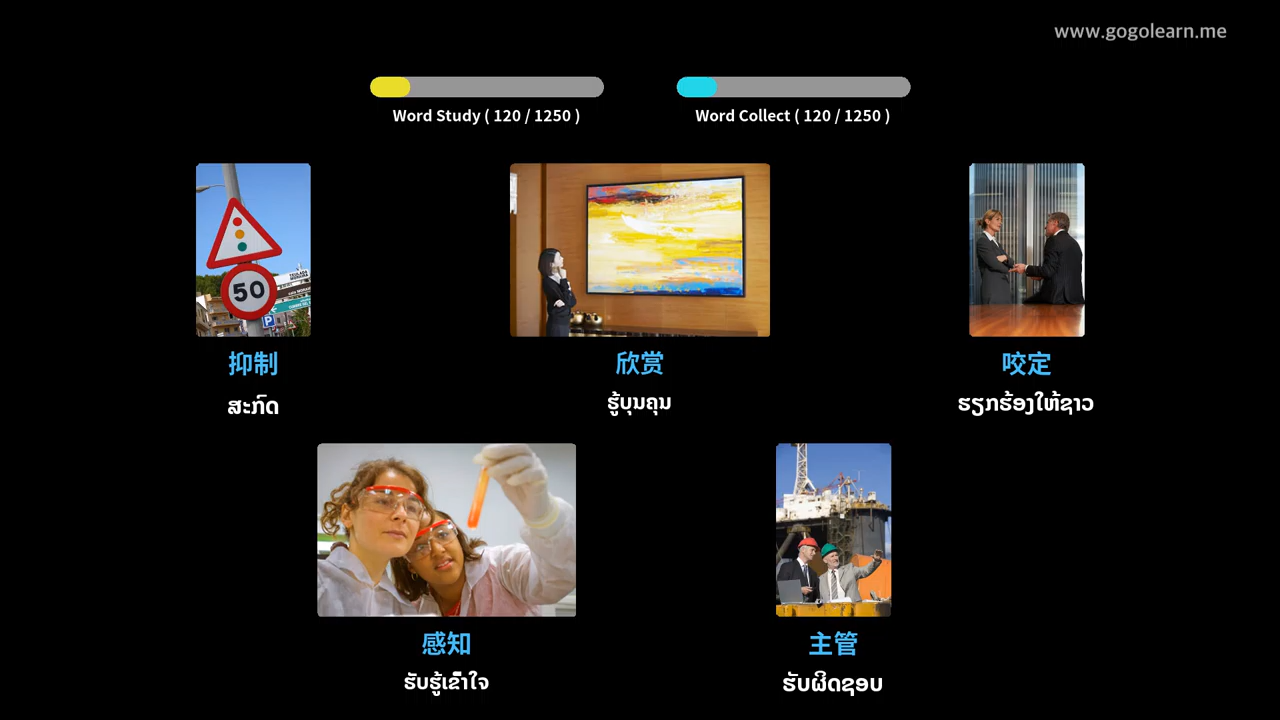 www.gogolearn.me
Word Study ( 120 / 1250 )
Word Collect ( 120 / 1250 )
50
P
抑制
欣赏
咬定
ສະກົດ
ຮູ້ບຸນຄຸນ
ຮຽກຮ້ອງໃຫ້ຊາວ
感知
主管
ຮັບຮູ້ເຂົ້າໃຈ
ຮັບຜິດຊອບ